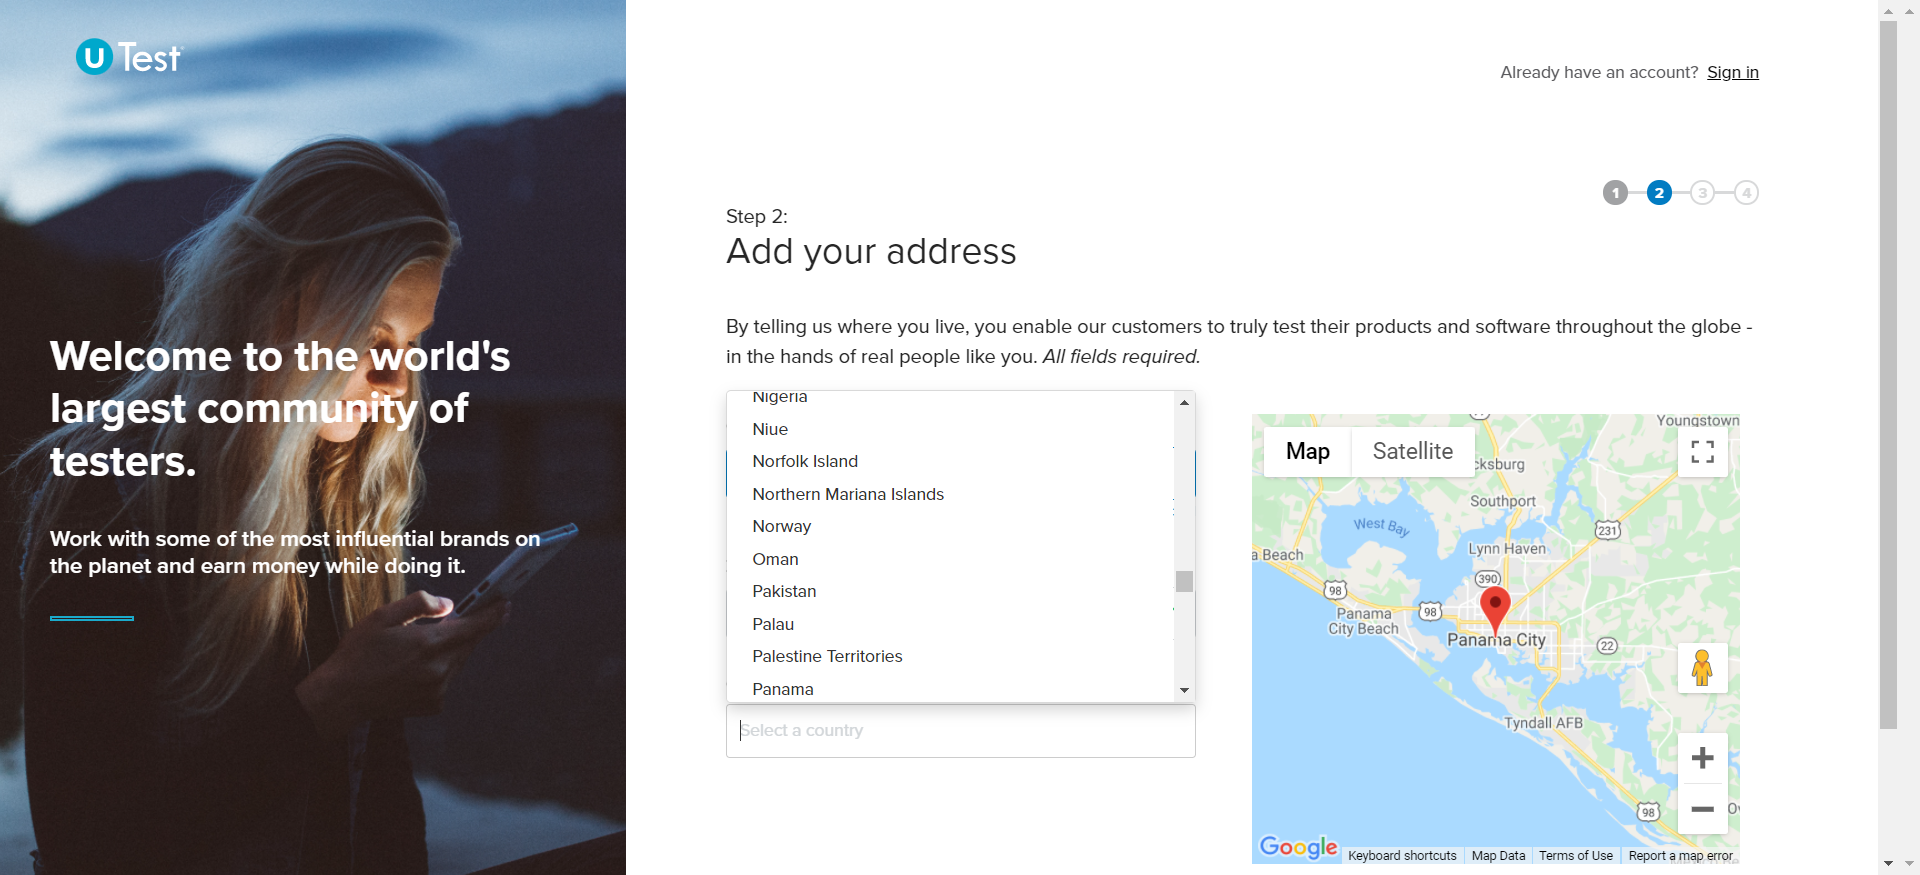 U Test
Already have an account? Sign in
1 2 3 4
Step 2:
Add your address
By telling us where you live, you enable our customers to truly test their products and software throughout the globe -
in the hands of real people like you. All fields required.
Welcome to the world's
largest community of
testers.
Work with some of the most influential brands on
the planet and earn money while doing it.
Nigeria
Niue
Norfolk Island
Northern Mariana Islands
Norway
Oman
Pakistan
Palau
Palestine Territories
Panama
Select a country
Map Satellite
Youngstown
cksburg
Southport
West Bay
231
a Beach
Lynn Haven
390
98
98
Panama
City Beach
Panama City
22
Tyndall AFB
98
Google
Keyboard shortcuts Map Data Terms of Use Report a map error